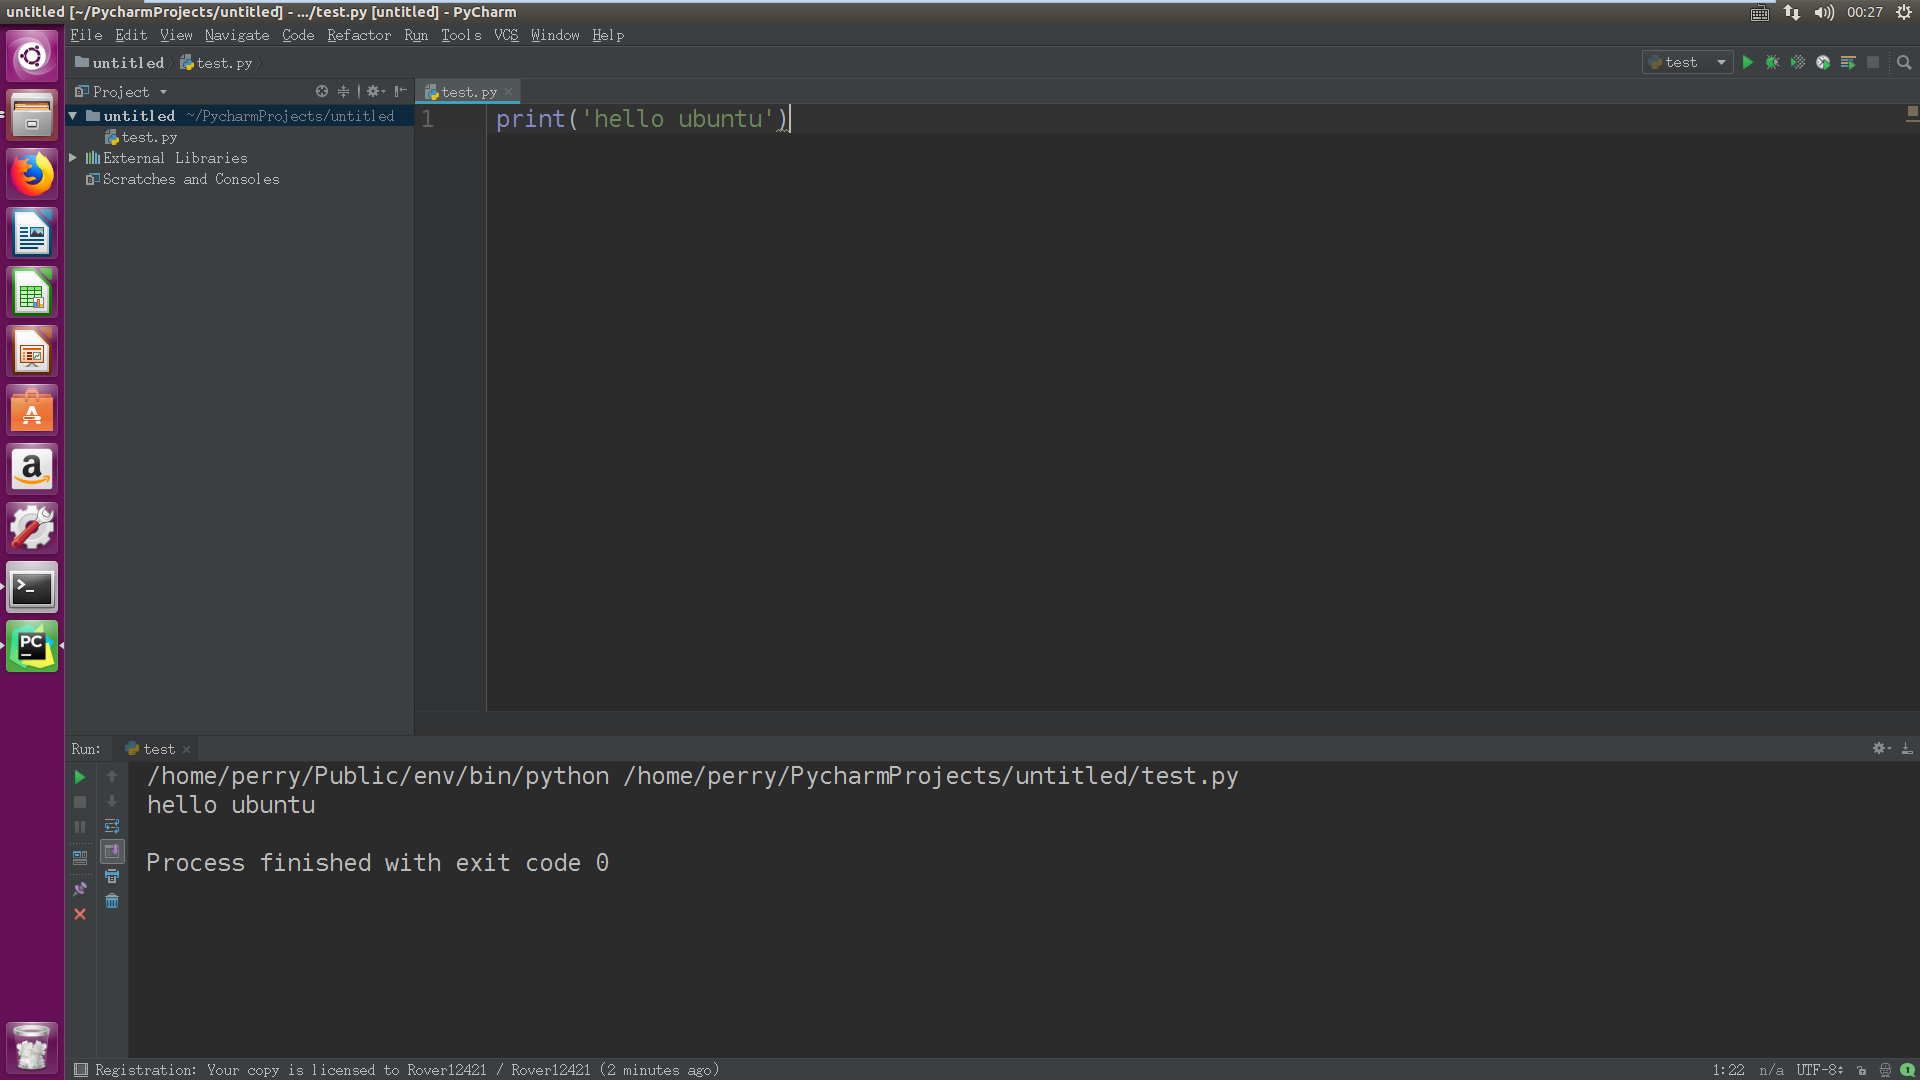 untitled [~/PycharmProjects/untitled] - .../test.py [untitled] - PyCharm
00:27
File Edit View Navigate Code Refactor Run Tools VCS Window Help
untitled test.py
test
Project
test.py
untitled ~/PycharmProjects/untitled
test.py
External Libraries
Scratches and Consoles
1 print('hello ubuntu')
Run: test
/home/perry/Public/env/bin/python /home/perry/PycharmProjects/untitled/test.py
hello ubuntu
Process finished with exit code 0
Registration: Your copy is licensed to Rover12421 / Rover12421 (2 minutes ago)
1:22 n/a UTF-8